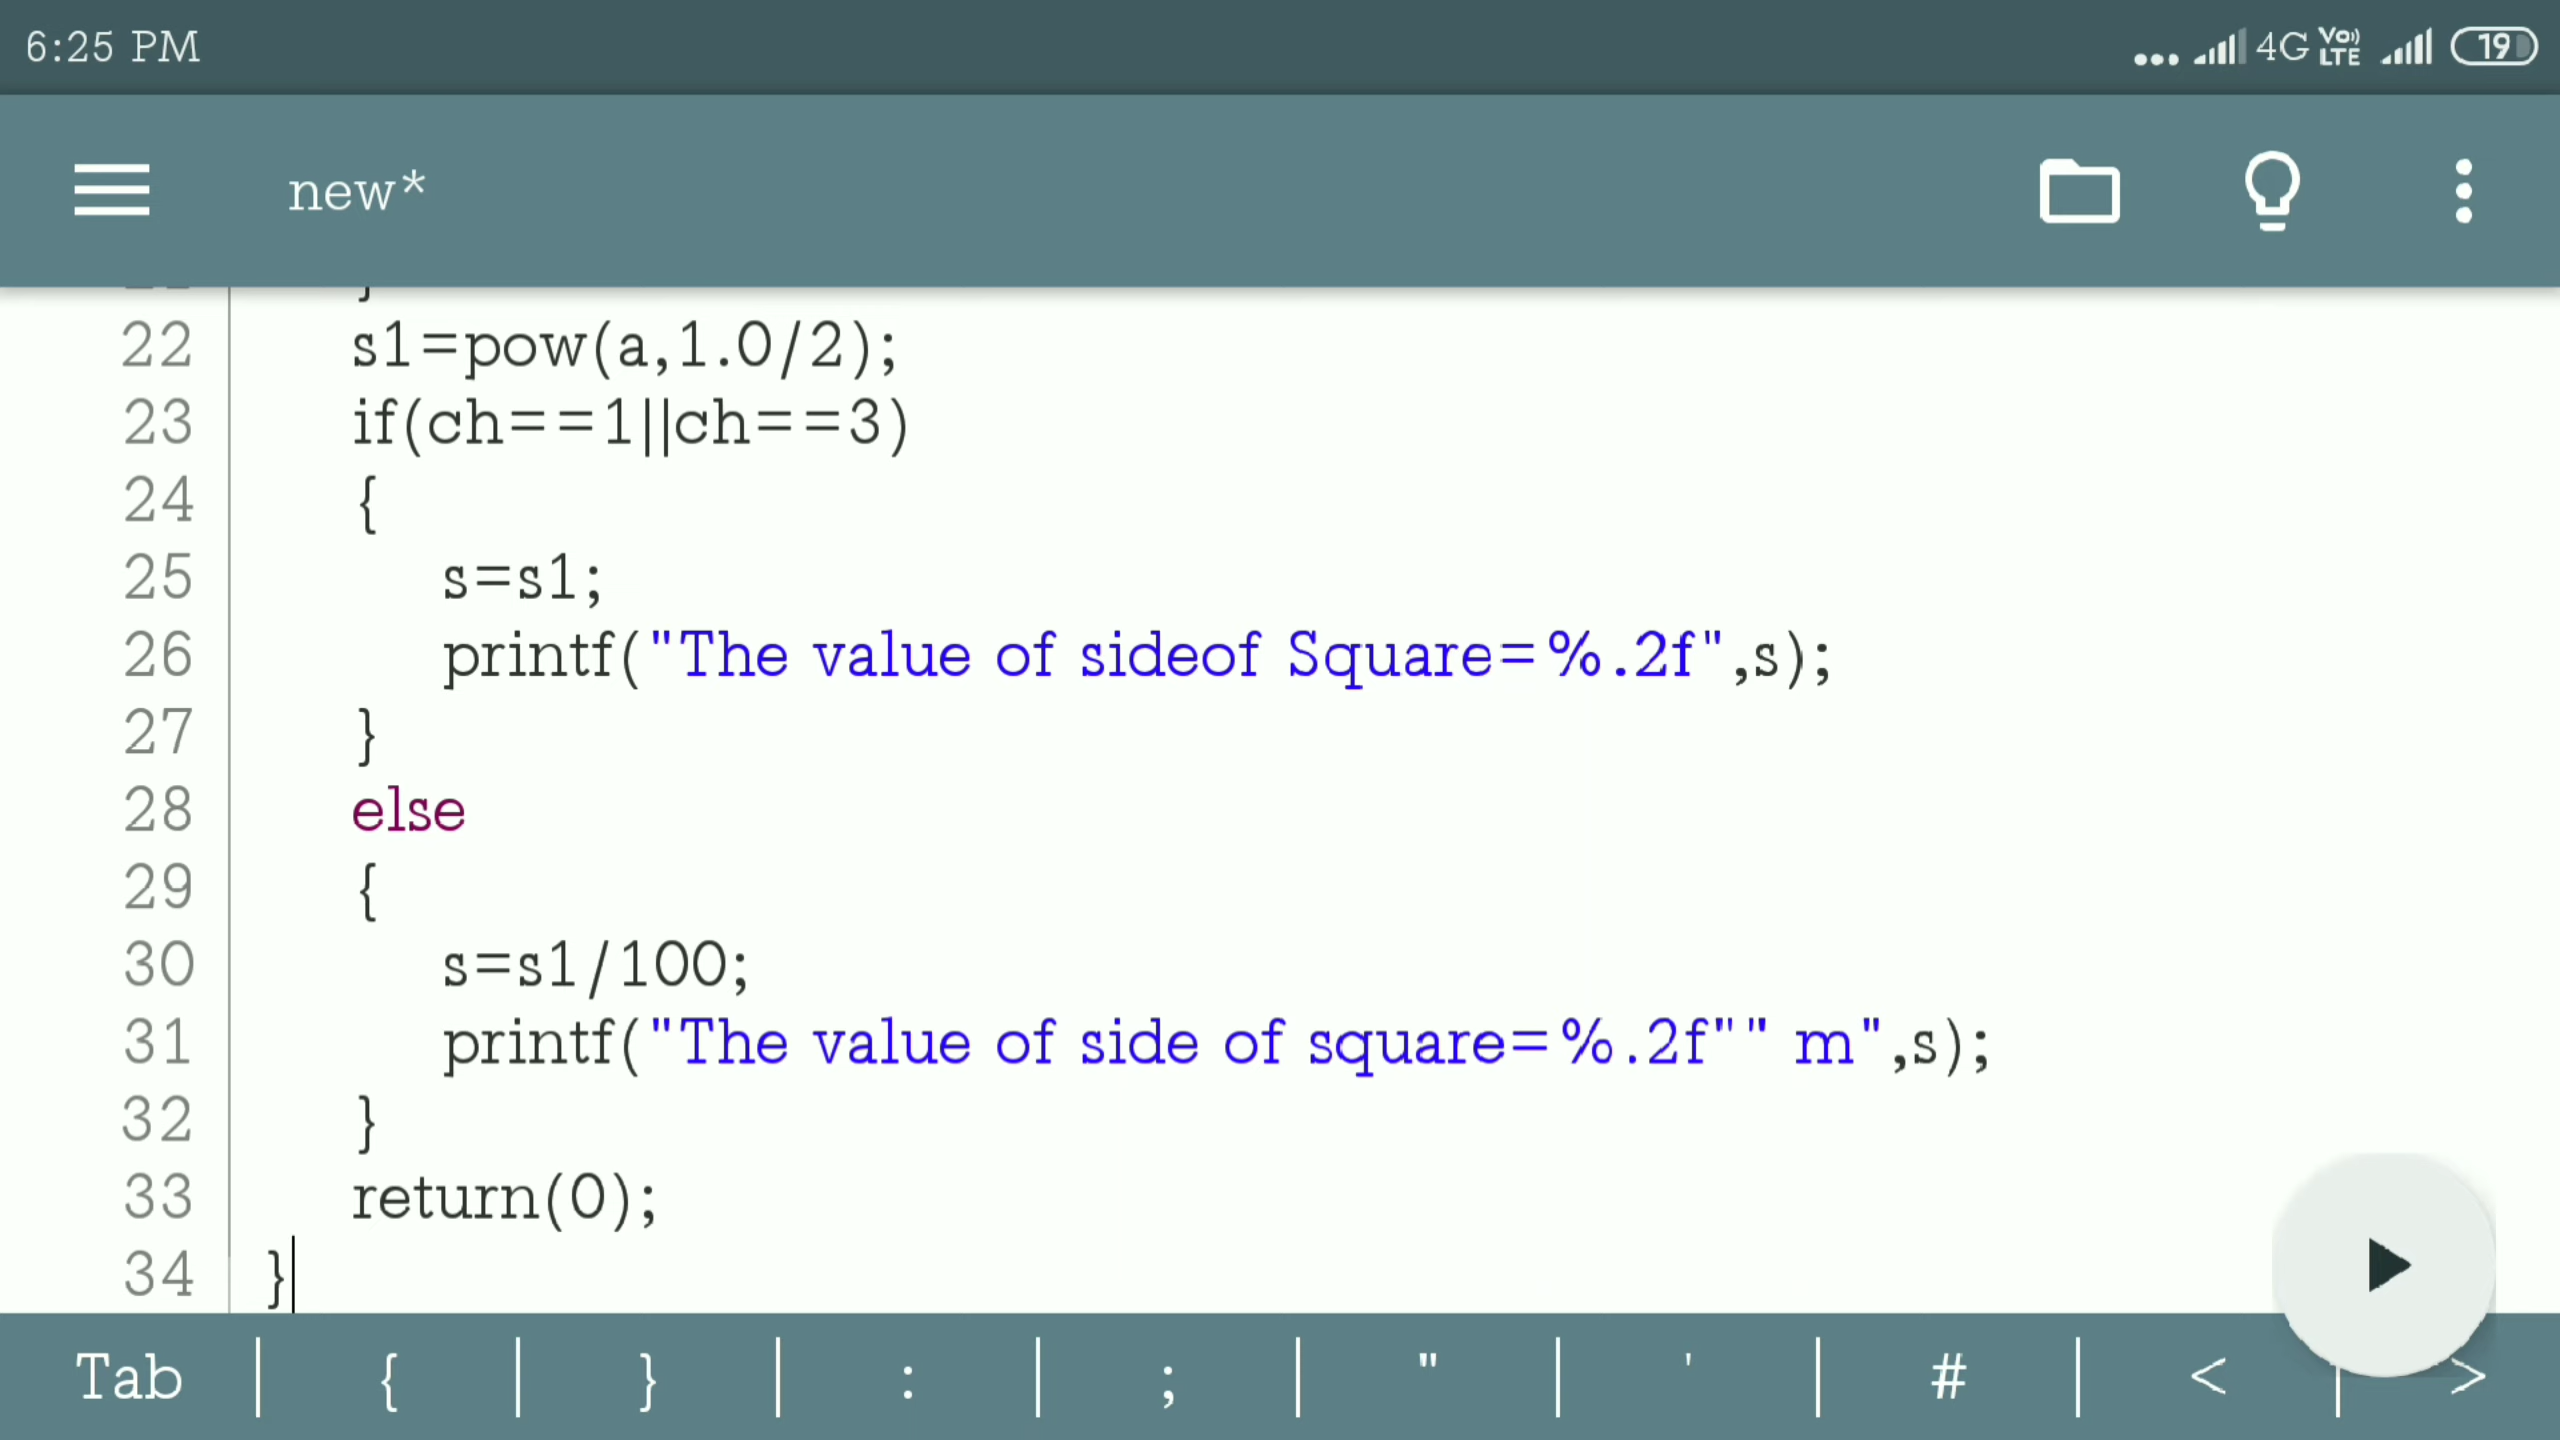 6:25 PM
4G Vo) LTE 19
new*
22 s1=pow(a,1.0/2);
23 if(ch==1||ch==3)
24 {
25 s=s1;
26 printf("The value of sideof Square=%.2f",s);
27 }
28 else
29 {
30 s=s1/100;
31 printf("The value of side of square=%.2f"" m",s);
32 }
33 return(0);
34 }
Tab { } : ; " ' # < >